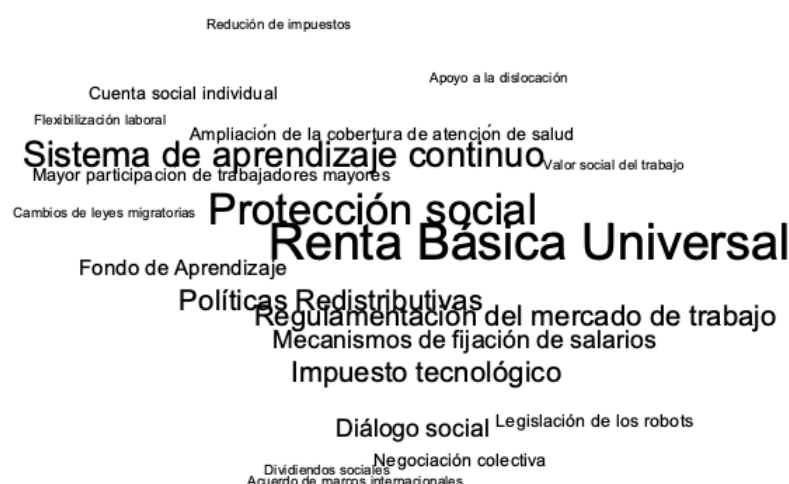 Redución de impuestos
Apoyo a la dislocación
Cuenta social individual
Flexibilización laboral
Ampliación de la cobertura de atención de salud
Sistema de aprendizaje continuo
Valor social del trabajo
Mayor participacion de trabajadores mayores
Cambios de leyes migratorias
Protección social
Renta Básica Universal
Fondo de Aprendizaje
Políticas Redistributivas
Regulamentación del mercado de trabajo
Mecanismos de fijación de salarios
Impuesto tecnológico
Diálogo social
Legislación de los robots
Negociación colectiva
Dividiendos sociales
Acuerdo de marcos internacionales